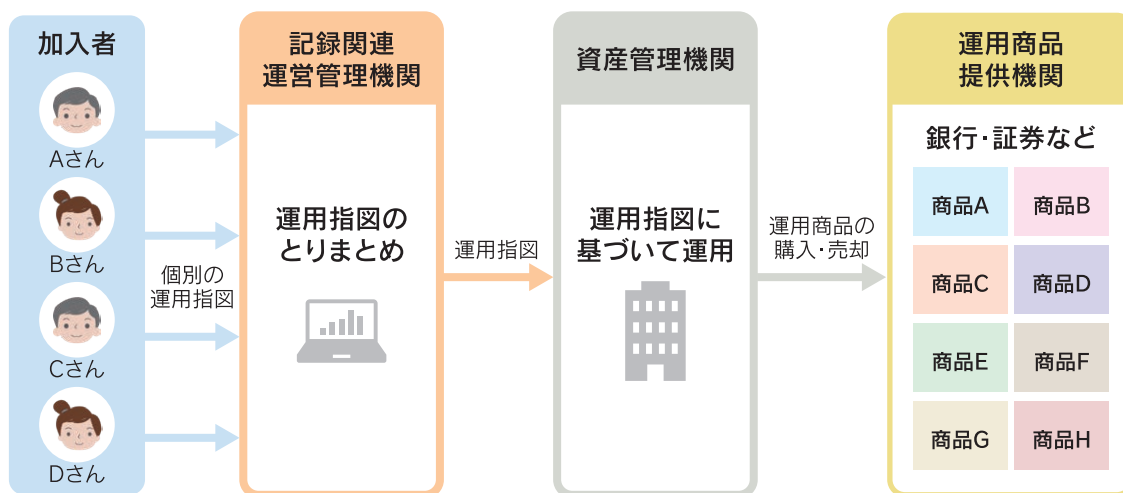 加入者
Aさん
Bさん
Cさん
Dさん
個別の
運用指図
記録関連
運営管理機関
運用指図の
とりまとめ
運用指図
資産管理機関
運用指図に
基づいて運用
運用商品の
購入・売却
運用商品
提供機関
銀行・証券など
商品A
商品B
商品C
商品D
商品E
商品F
商品G
商品H